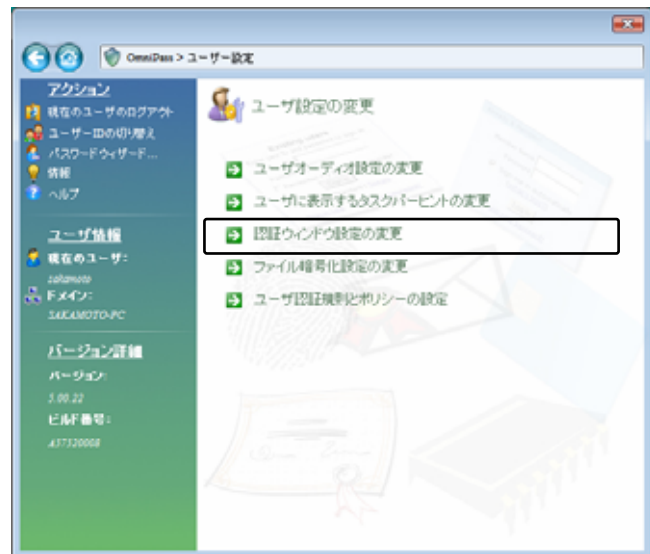 OmniPass > ユーザ設定
アクション
現在のユーザのログアウト
ユーザーIDの切り替え
パスワードウィザード...
情報
ヘルプ
ユーザ情報
現在のユーザ:
sakamoto
ドメイン:
SAKAMOTO-PC
バージョン詳細
バージョン:
5.00.22
ビルド番号:
A37520008
ユーザ設定の変更
ユーザオーディオ設定の変更
ユーザに表示するタスクバーヒントの変更
認証ウィンドウ設定の変更
ファイル暗号化設定の変更
ユーザ認証規則とポリシーの設定